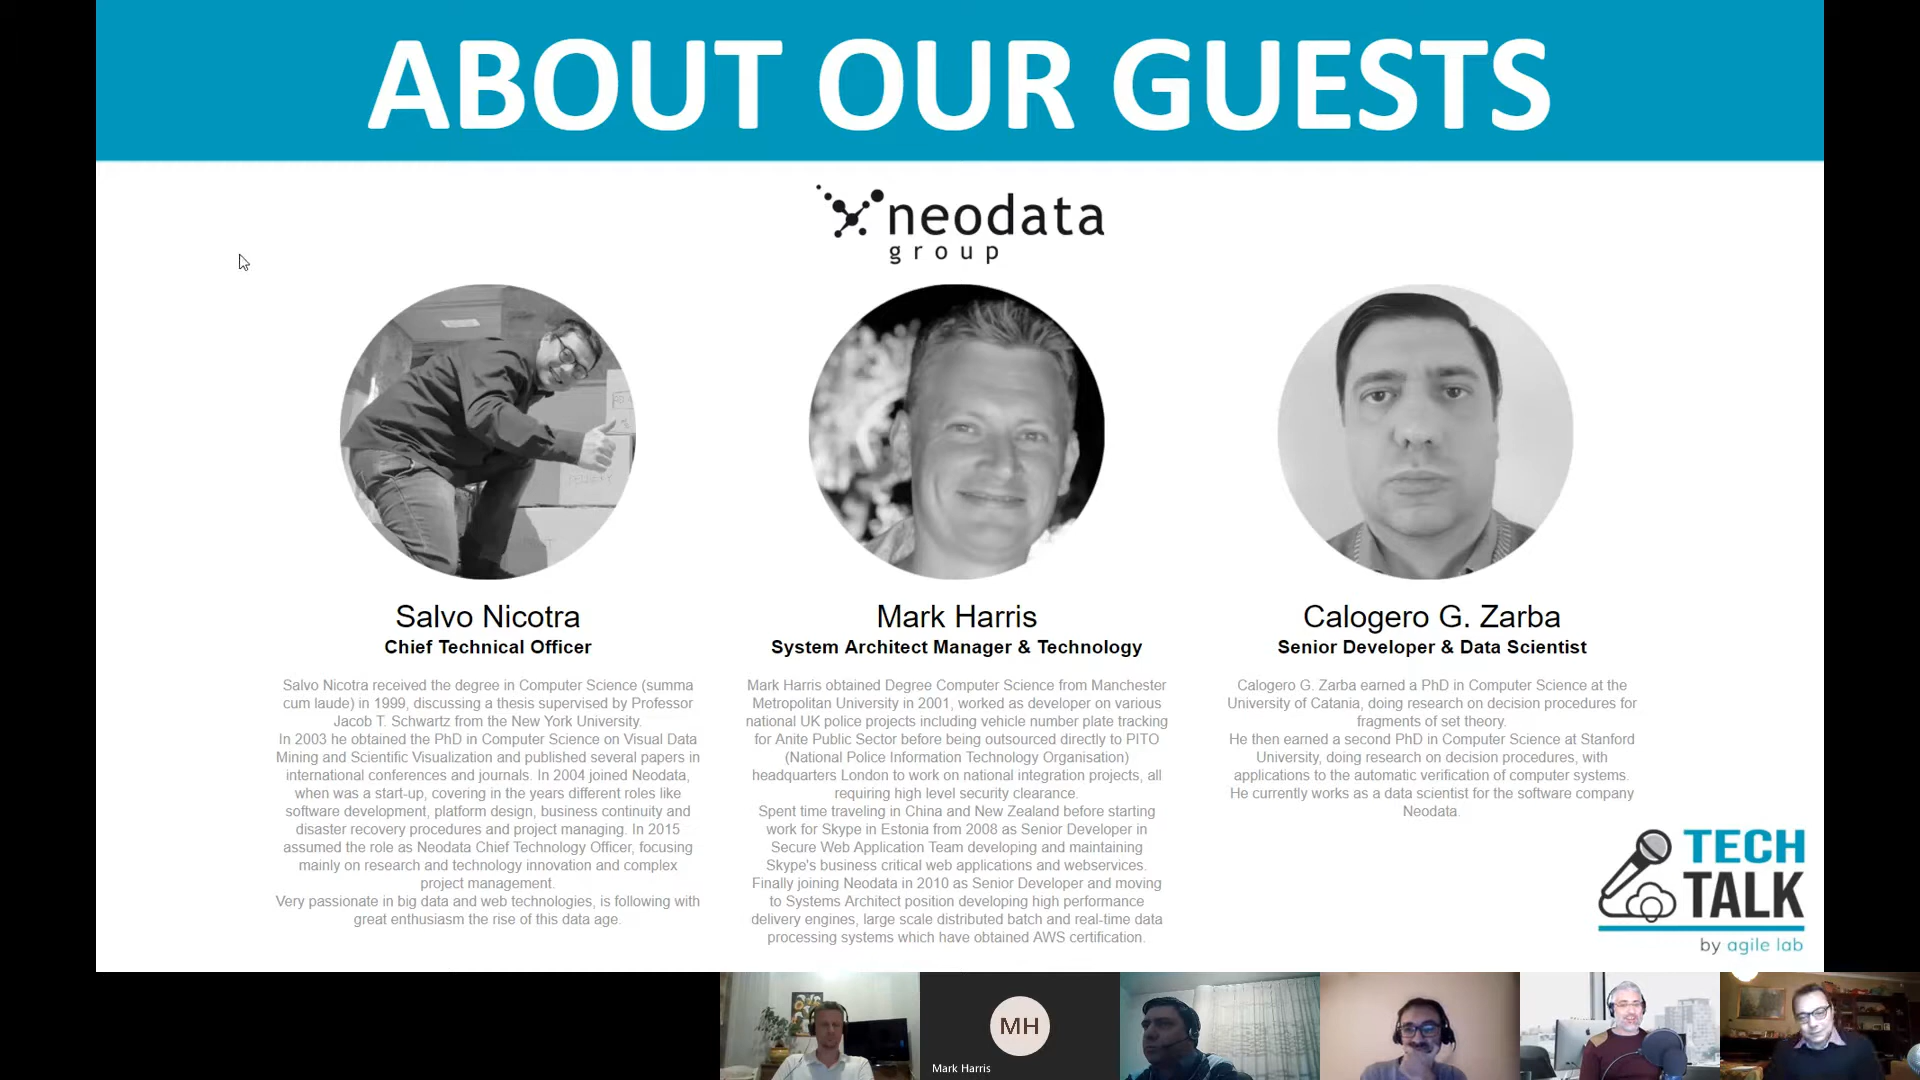 ABOUT OUR GUESTS
neodata
group
Salvo Nicotra
Chief Technical Officer
Salvo Nicotra received the degree in Computer Science (summa
cum laude) in 1999, discussing a thesis supervised by Professor
Jacob T. Schwartz from the New York University.
In 2003 he obtained the PhD in Computer Science on Visual Data
Mining and Scientific Visualization and published several papers in
international conferences and journals. In 2004 joined Neodata,
when was a start-up, covering in the years different roles like
software development, platform design, business continuity and
disaster recovery procedures and project managing. In 2015
assumed the role as Neodata Chief Technology Officer, focusing
mainly on research and technology innovation and complex
project management.
Very passionate in big data and web technologies, is following with
great enthusiasm the rise of this data age.
Mark Harris
System Architect Manager & Technology
Mark Harris obtained Degree Computer Science from Manchester
Metropolitan University in 2001, worked as developer on various
national UK police projects including vehicle number plate tracking
for Anite Public Sector before being outsourced directly to PITO
(National Police Information Technology Organisation)
headquarters London to work on national integration projects, all
requiring high level security clearance.
Spent time traveling in China and New Zealand before starting
work for Skype in Estonia from 2008 as Senior Developer in
Secure Web Application Team developing and maintaining
Skype's business critical web applications and webservices.
Finally joining Neodata in 2010 as Senior Developer and moving
to Systems Architect position developing high performance
delivery engines, large scale distributed batch and real-time data
processing systems which have obtained AWS certification.
Calogero G. Zarba
Senior Developer & Data Scientist
Calogero G. Zarba earned a PhD in Computer Science at the
University of Catania, doing research on decision procedures for
fragments of set theory.
He then earned a second PhD in Computer Science at Stanford
University, doing research on decision procedures, with
applications to the automatic verification of computer systems.
He currently works as a data scientist for the software company
Neodata.
TECH
TALK
by agile lab
MH
Mark Harris